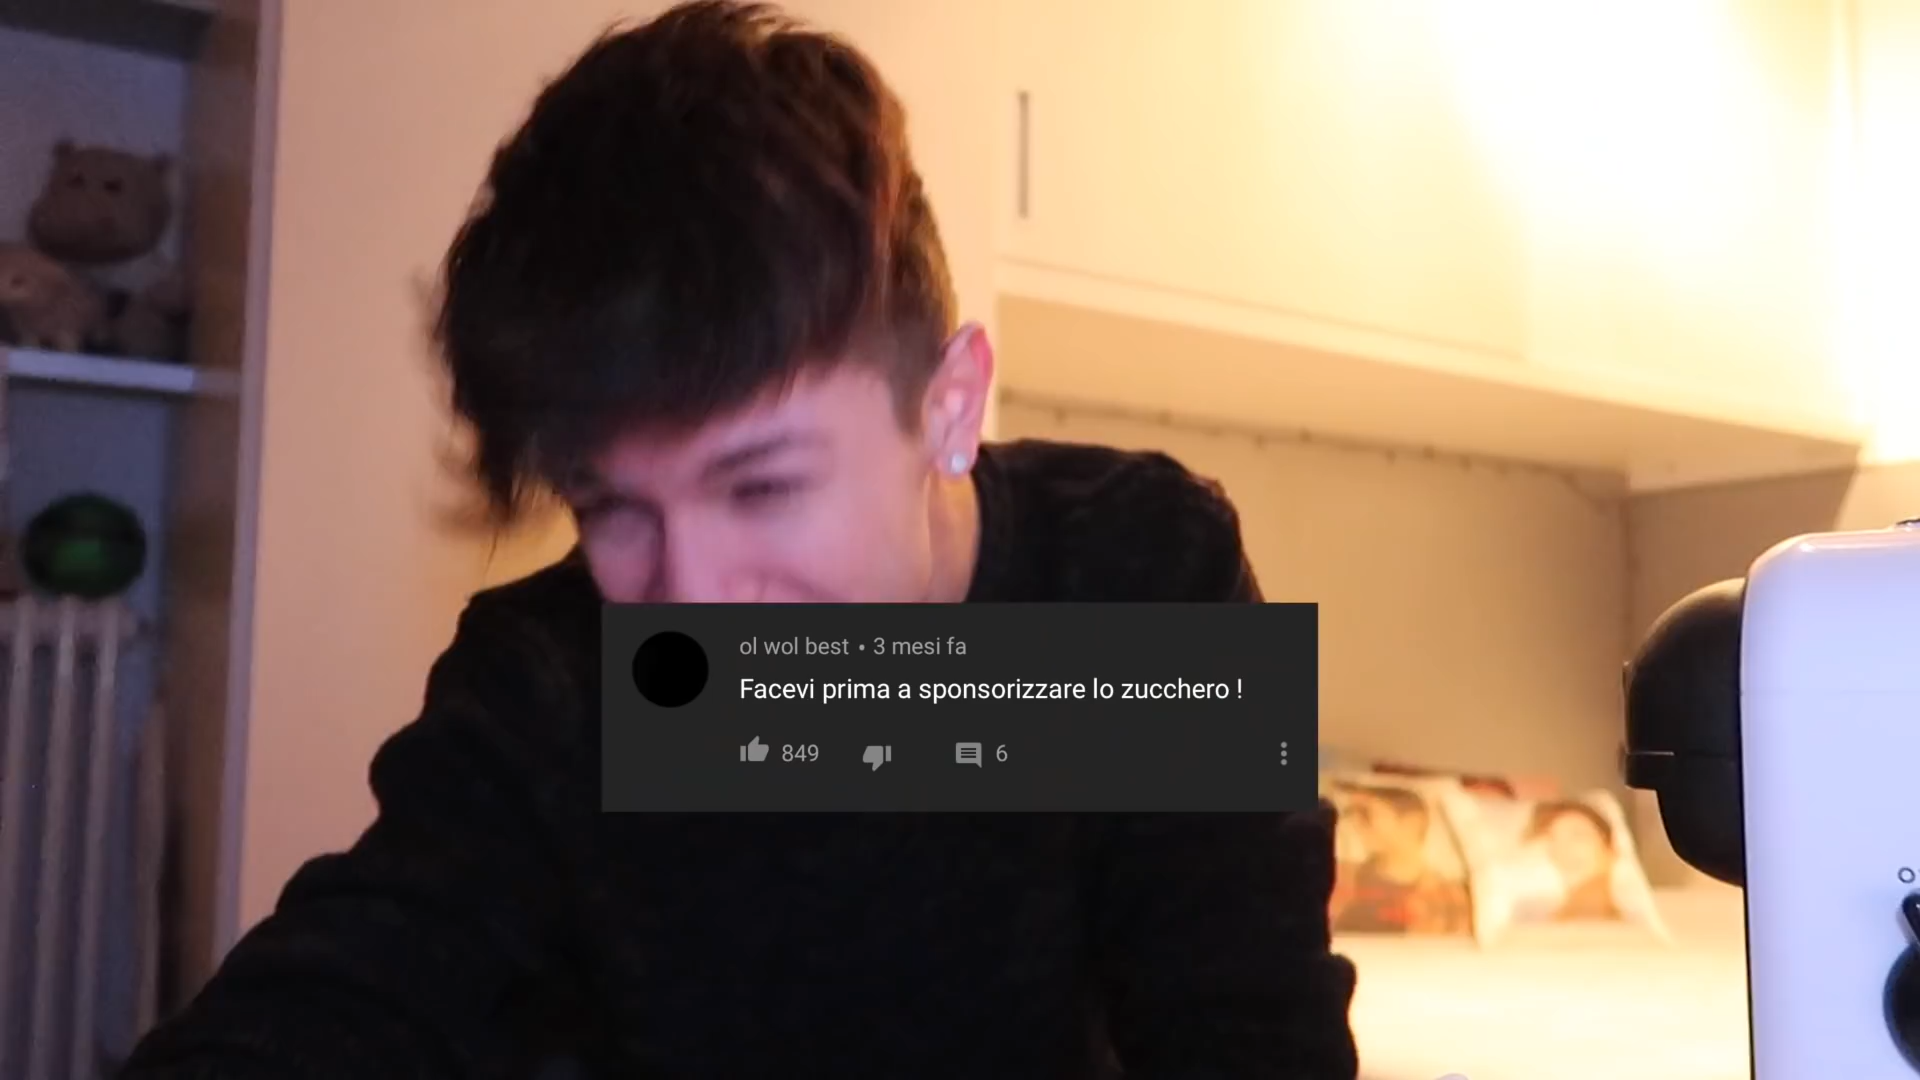 ol wol best • 3 mesi fa
Facevi prima a sponsorizzare lo zucchero !
849
6